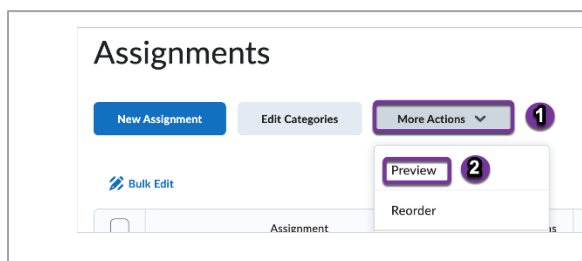 Assignments
New Assignment Edit Categories More Actions 1
Preview 2
Bulk Edit
Reorder
Assignment